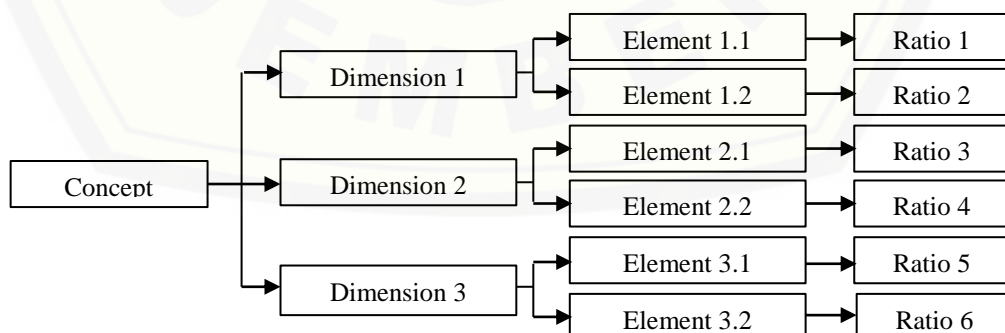 Element 1.1 Ratio 1
Dimension 1
Element 1.2 Ratio 2
Element 2.1 Ratio 3
Concept Dimension 2
Element 2.2 Ratio 4
Element 3.1 Ratio 5
Dimension 3
Element 3.2 Ratio 6